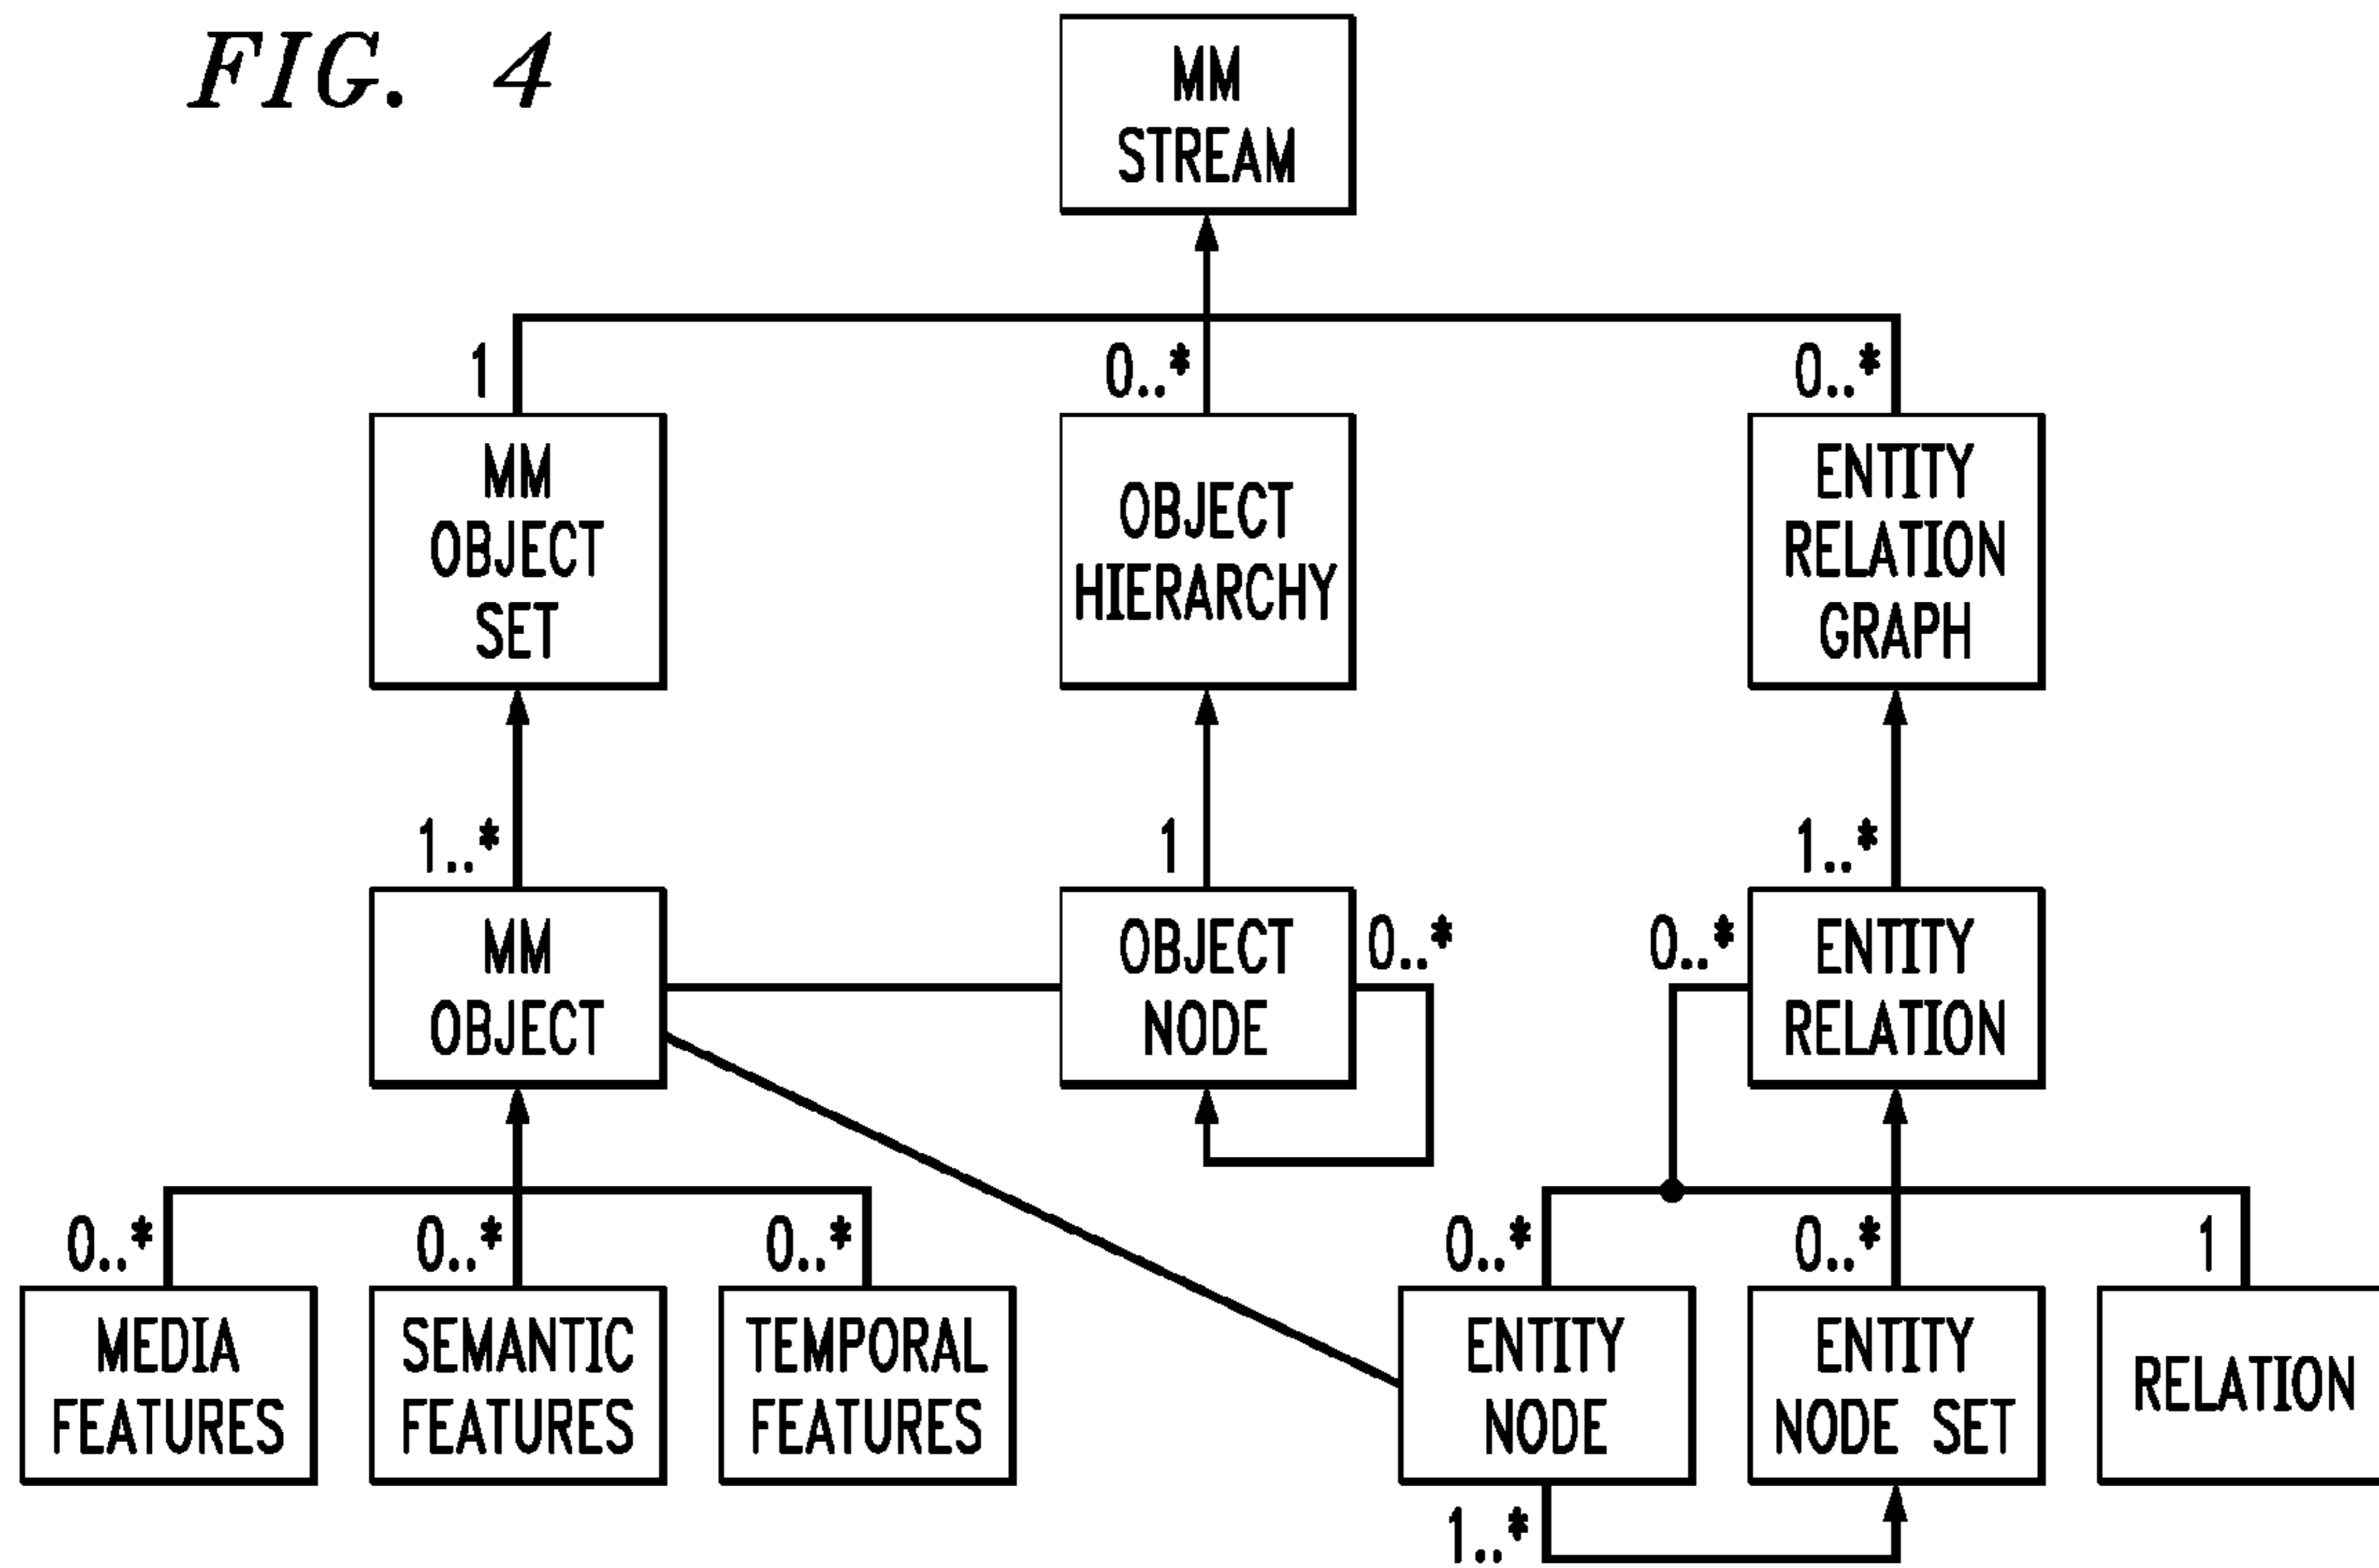 FIG. 4
MM
STREAM
1
0..*
0..*
MM
OBJECT
SET
OBJECT
HIERARCHY
ENTITY
RELATION
GRAPH
1..*
1
1..*
MM
OBJECT
OBJECT
NODE
0..*
0..*
ENTITY
RELATION
0..*
0..*
0..*
0..*
0..*
1
MEDIA
FEATURES
SEMANTIC
FEATURES
TEMPORAL
FEATURES
ENTITY
NODE
ENTITY
NODE SET
RELATION
1..*